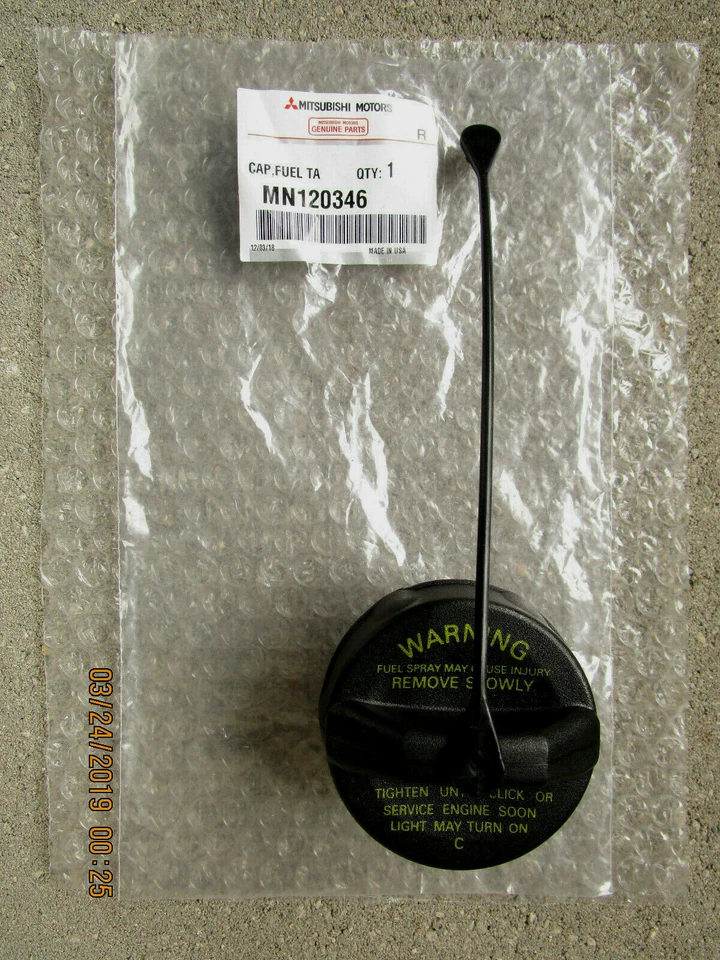 MITSUBISHI MOTORS
MITSUBISHI MOTORS
GENUINE PARTS
R
CAP,FUEL TA QTY: 1
MN120346
12/03/18 MADE IN USA
WARNING
FUEL SPRAY MAY CAUSE INJURY
REMOVE SLOWLY
TIGHTEN UNTIL CLICK OR
SERVICE ENGINE SOON
LIGHT MAY TURN ON
C
03/24/2019 00:25